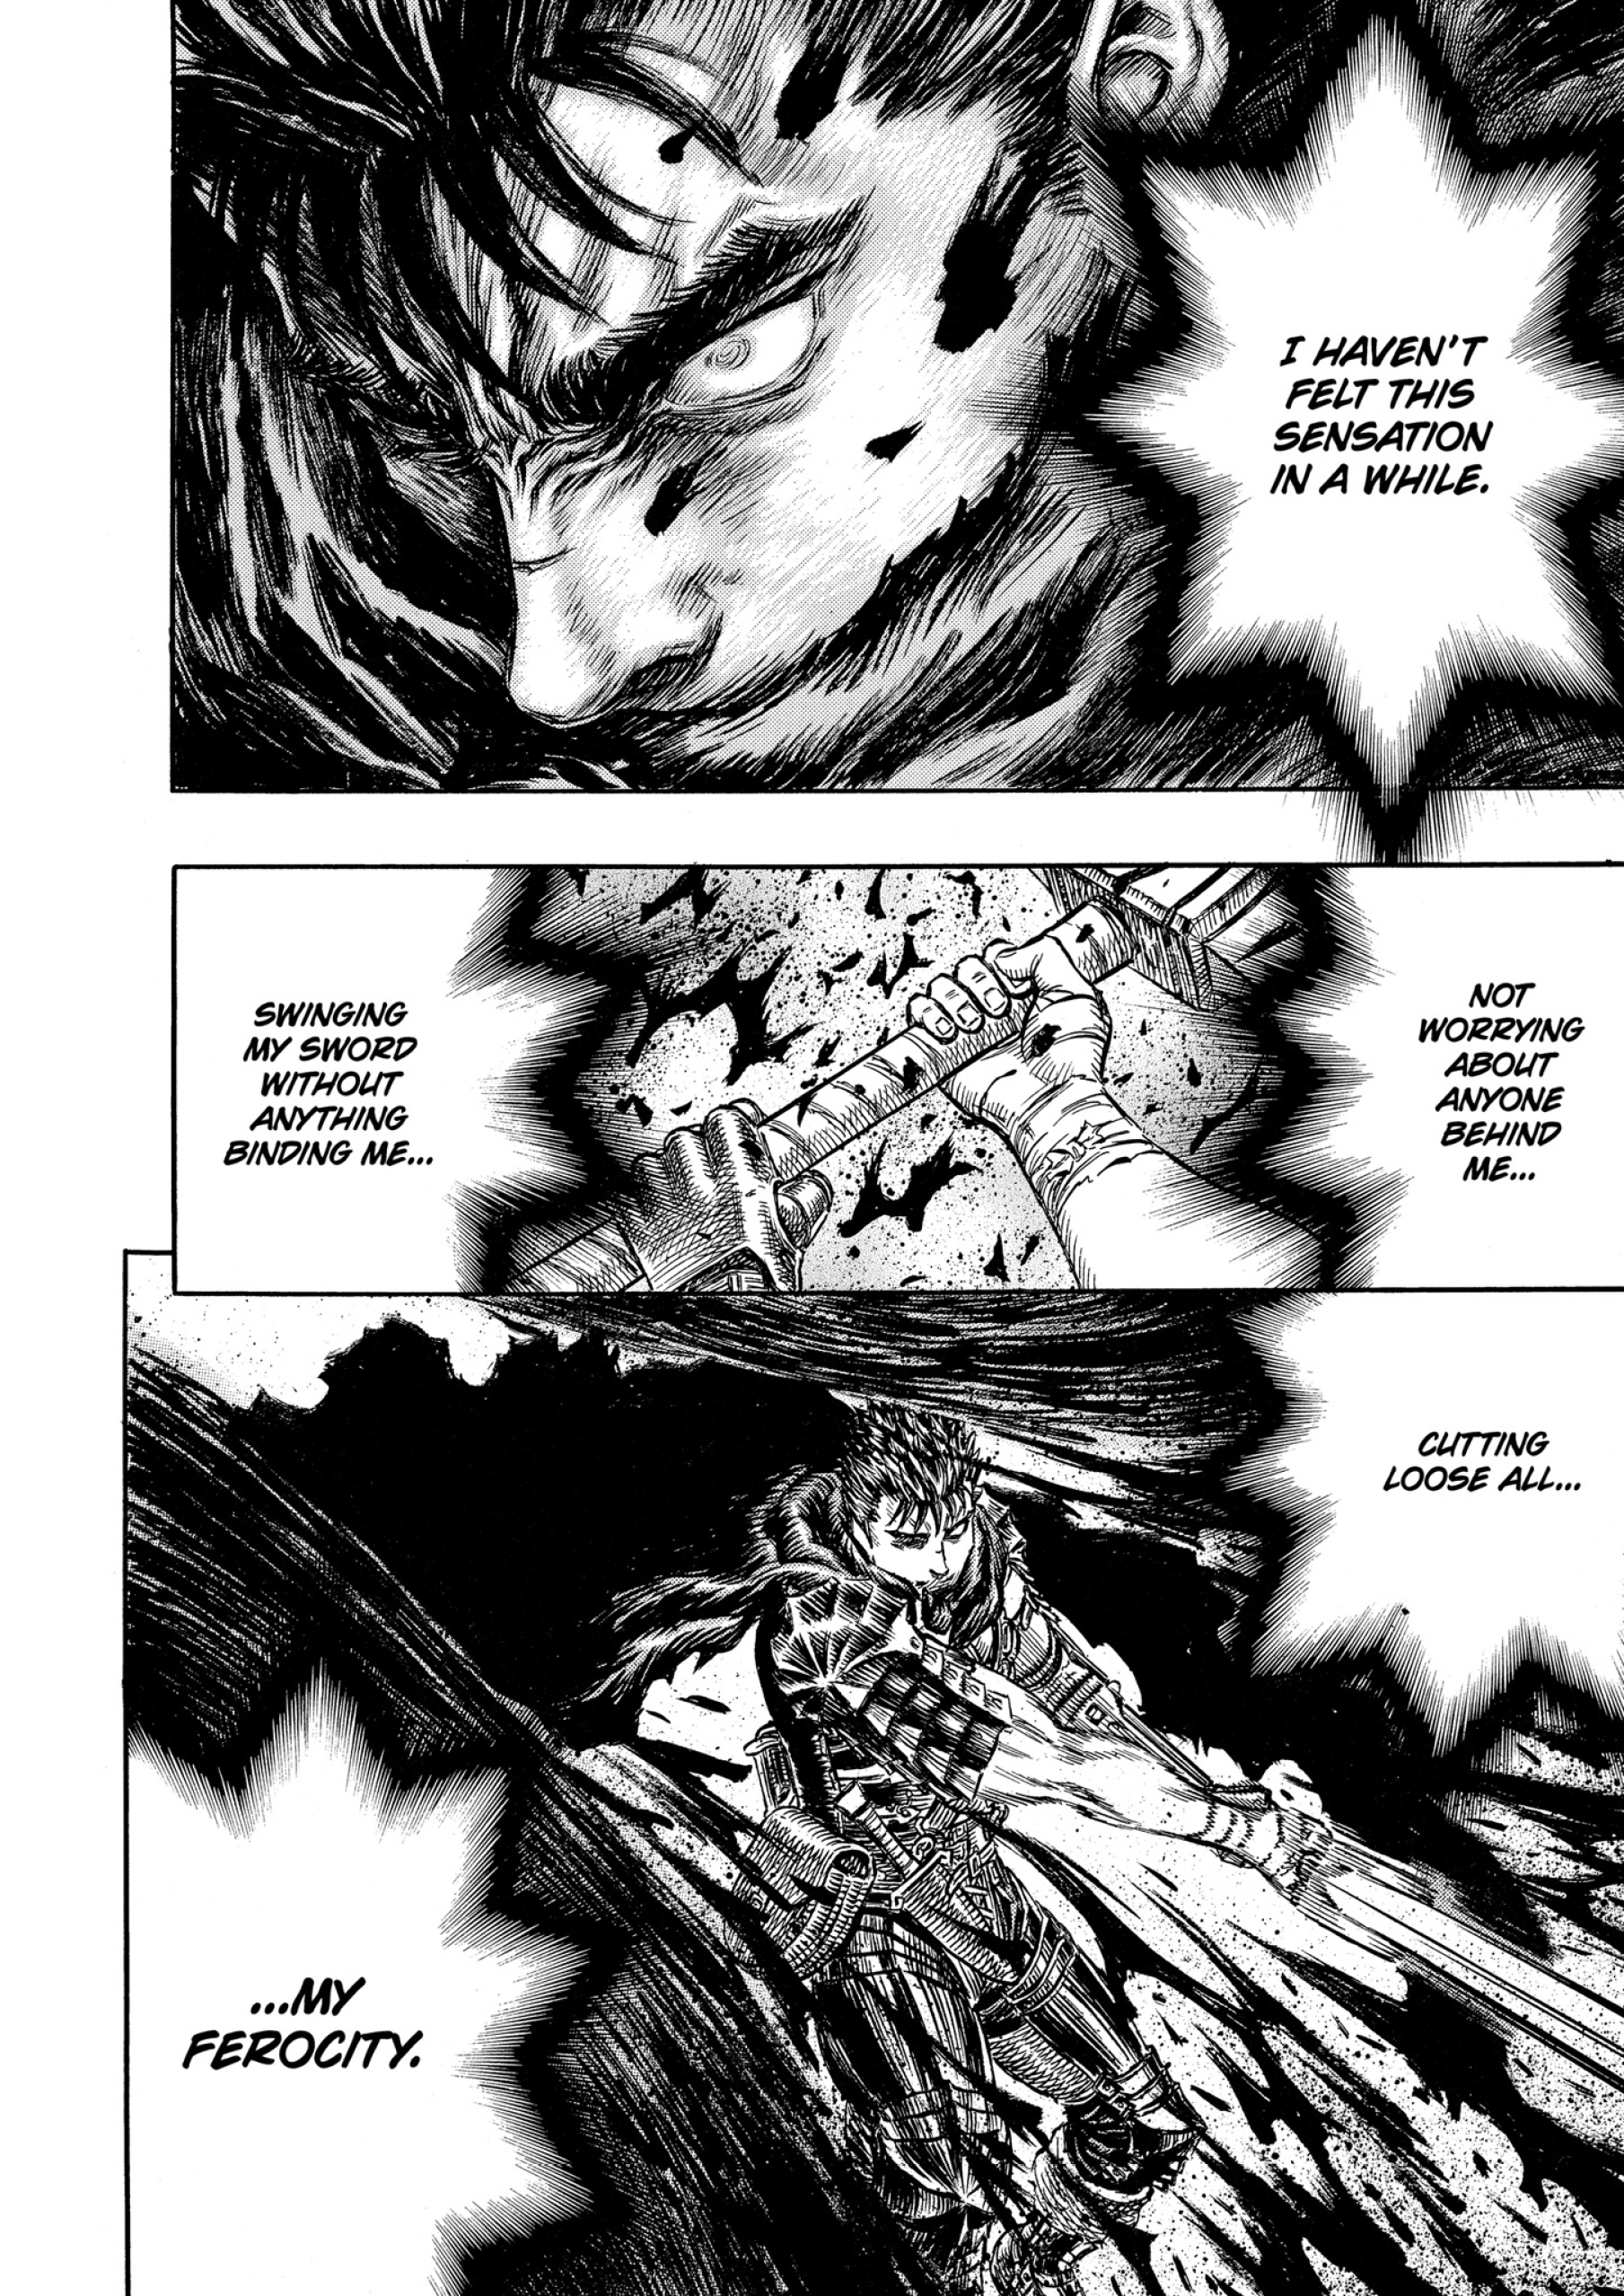 I HAVEN'T
FELT THIS
SENSATION
IN A WHILE.
NOT
WORRYING
ABOUT
ANYONE
BEHIND
ME...
SWINGING
MY SWORD
WITHOUT
ANYTHING
BINDING ME...
CUTTING
LOOSE ALL...
...MY
FEROCITY.